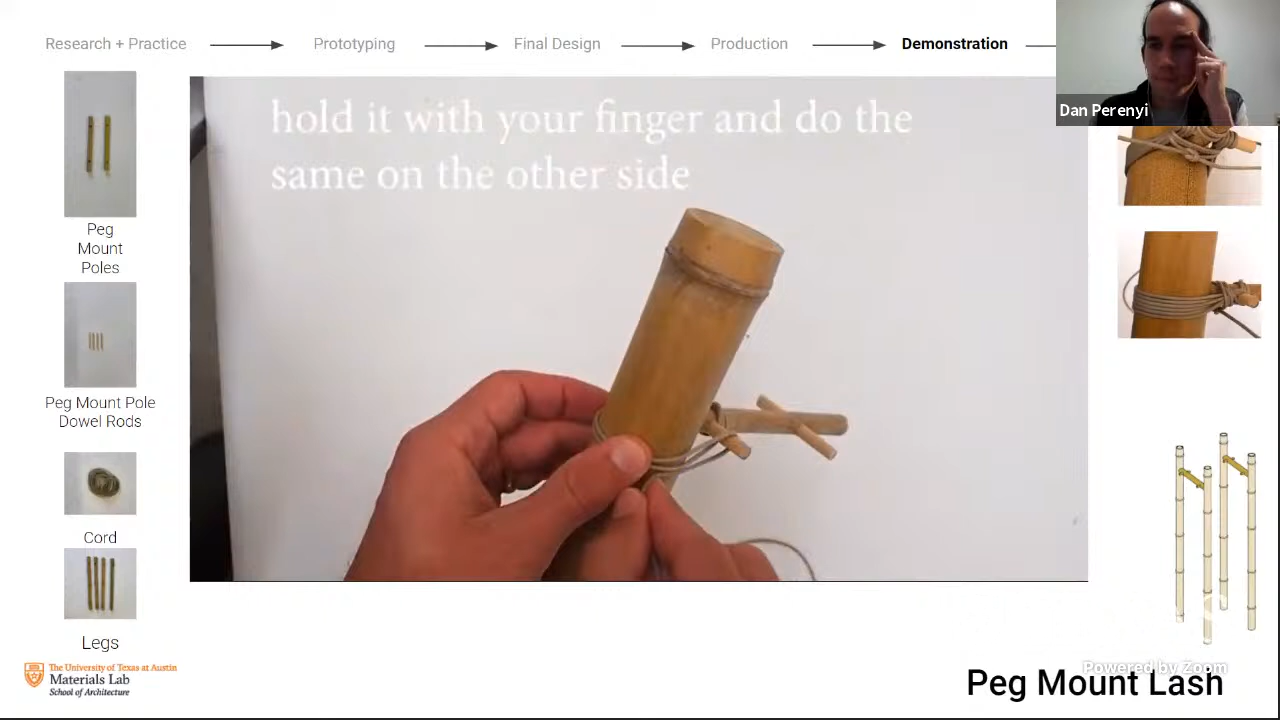 Research + Practice
Prototyping
Final Design
Production
Demonstration
Dan Perenyi
hold it with your finger and do the
same on the other side
Peg
Mount
Poles
Peg Mount Pole
Dowel Rods
Cord
Legs
The University of Texas at Austin
Materials Lab
School of Architecture
Powered by Zoom
Peg Mount Lash